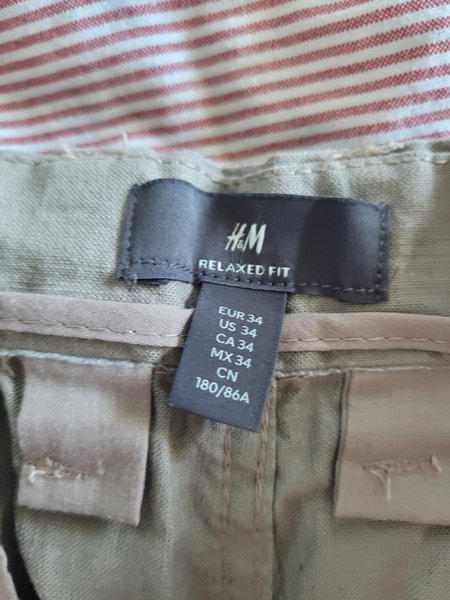 H&M
RELAXED FIT
EUR 34
US 34
CA 34
MX 34
CN
180/86A